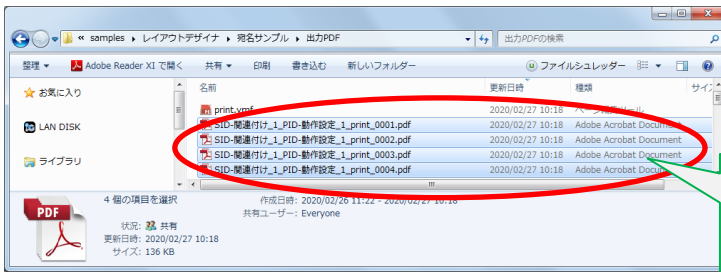 « samples ▸ レイアウトデザイナ ▸ 宛名サンプル ▸ 出力PDF
出力PDFの検索
整理 ▼ Adobe Reader XI で開く 共有 ▼ 印刷 書き込む 新しいフォルダー ファイルシュレッダー
お気に入り
LAN DISK
ライブラリ
名前 更新日時 種類 サイズ
print.vmf 2020/02/27 10:18
SID-関連付け_1_PID-動作設定_1_print_0001.pdf 2020/02/27 10:18 Adobe Acrobat Document
SID-関連付け_1_PID-動作設定_1_print_0002.pdf 2020/02/27 10:18 Adobe Acrobat Document
SID-関連付け_1_PID-動作設定_1_print_0003.pdf 2020/02/27 10:18 Adobe Acrobat Document
SID-関連付け_1_PID-動作設定_1_print_0004.pdf 2020/02/27 10:18 Adobe Acrobat Document
PDF
4 個の項目を選択 作成日時: 2020/02/26 11:22 - 2020/02/27 10:18
共有ユーザー: Everyone
状況: 共有
更新日時: 2020/02/27 10:18
サイズ: 136 KB